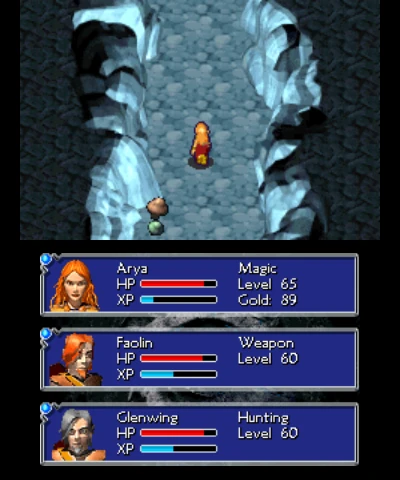 Arya Magic
HP Level 65
XP Gold: 89
Faolin Weapon
HP Level 60
XP
Glenwing Hunting
HP Level 60
XP